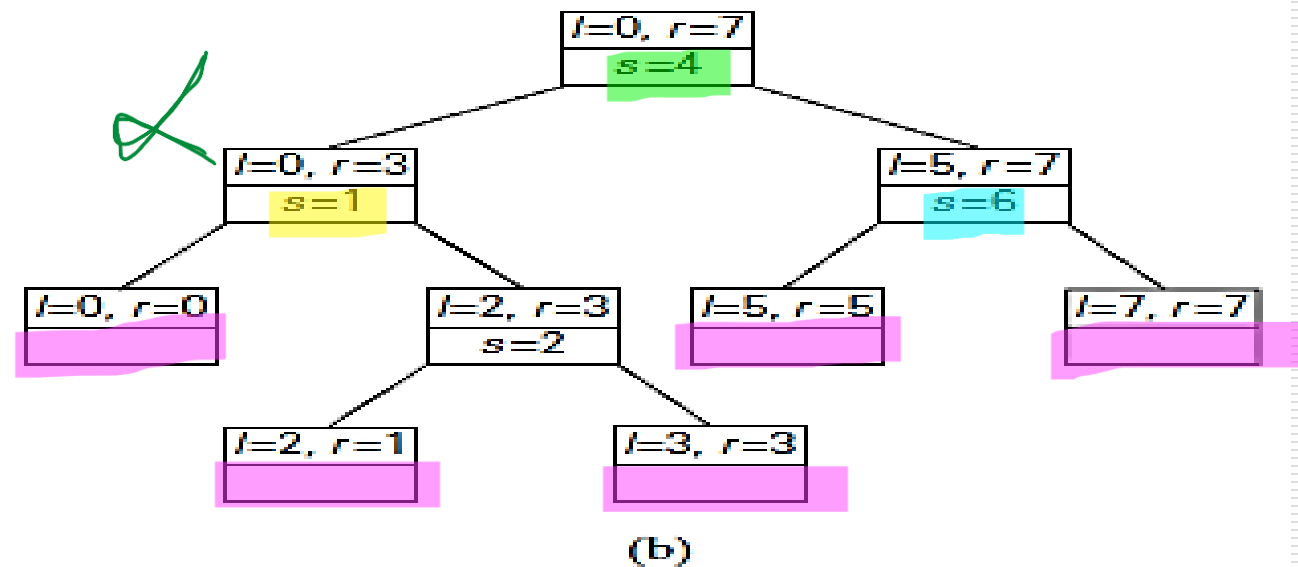 l=0, r=7
s=4
l=0, r=3
l=5, r=7
s=1
s=6
l=0, r=0
l=2, r=3
l=5, r=5
l=7, r=7
s=2
l=2, r=1
l=3, r=3
(b)